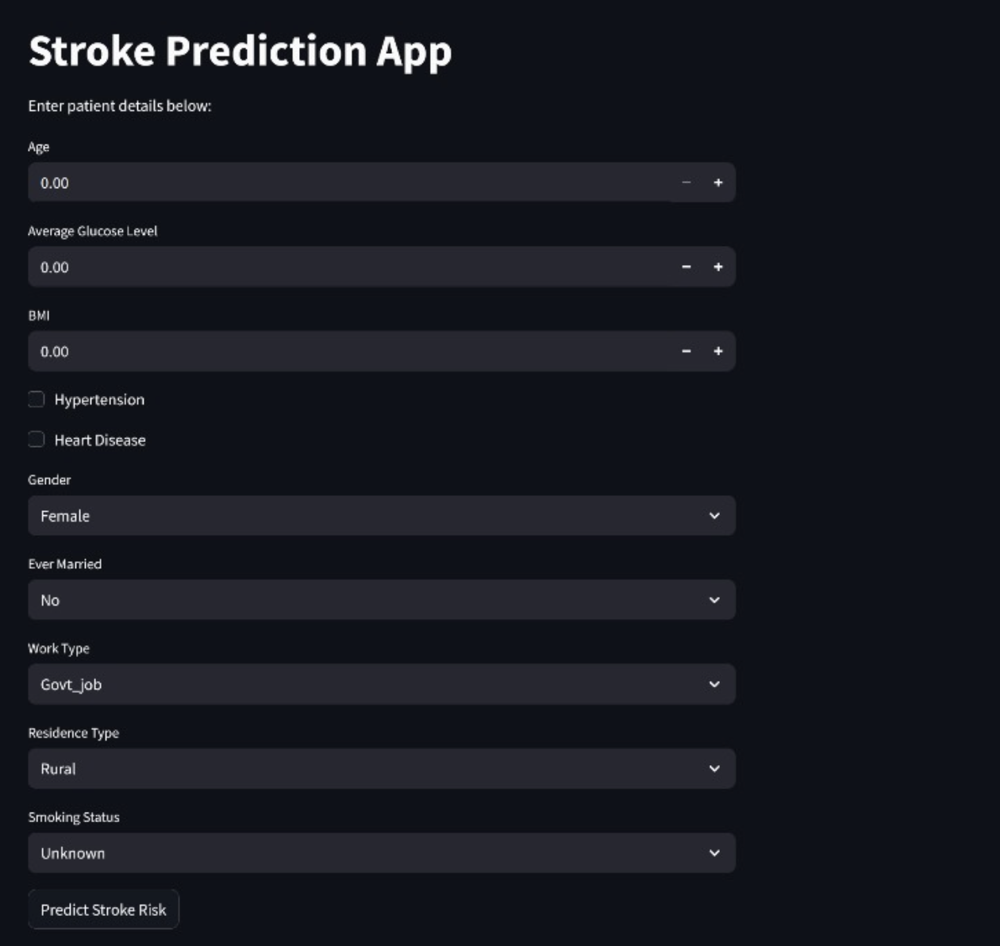 Stroke Prediction App
Enter patient details below:
Age
0.00
Average Glucose Level
0.00
BMI
0.00
Hypertension
Heart Disease
Gender
Female
Ever Married
No
Work Type
Govt_job
Residence Type
Rural
Smoking Status
Unknown
Predict Stroke Risk